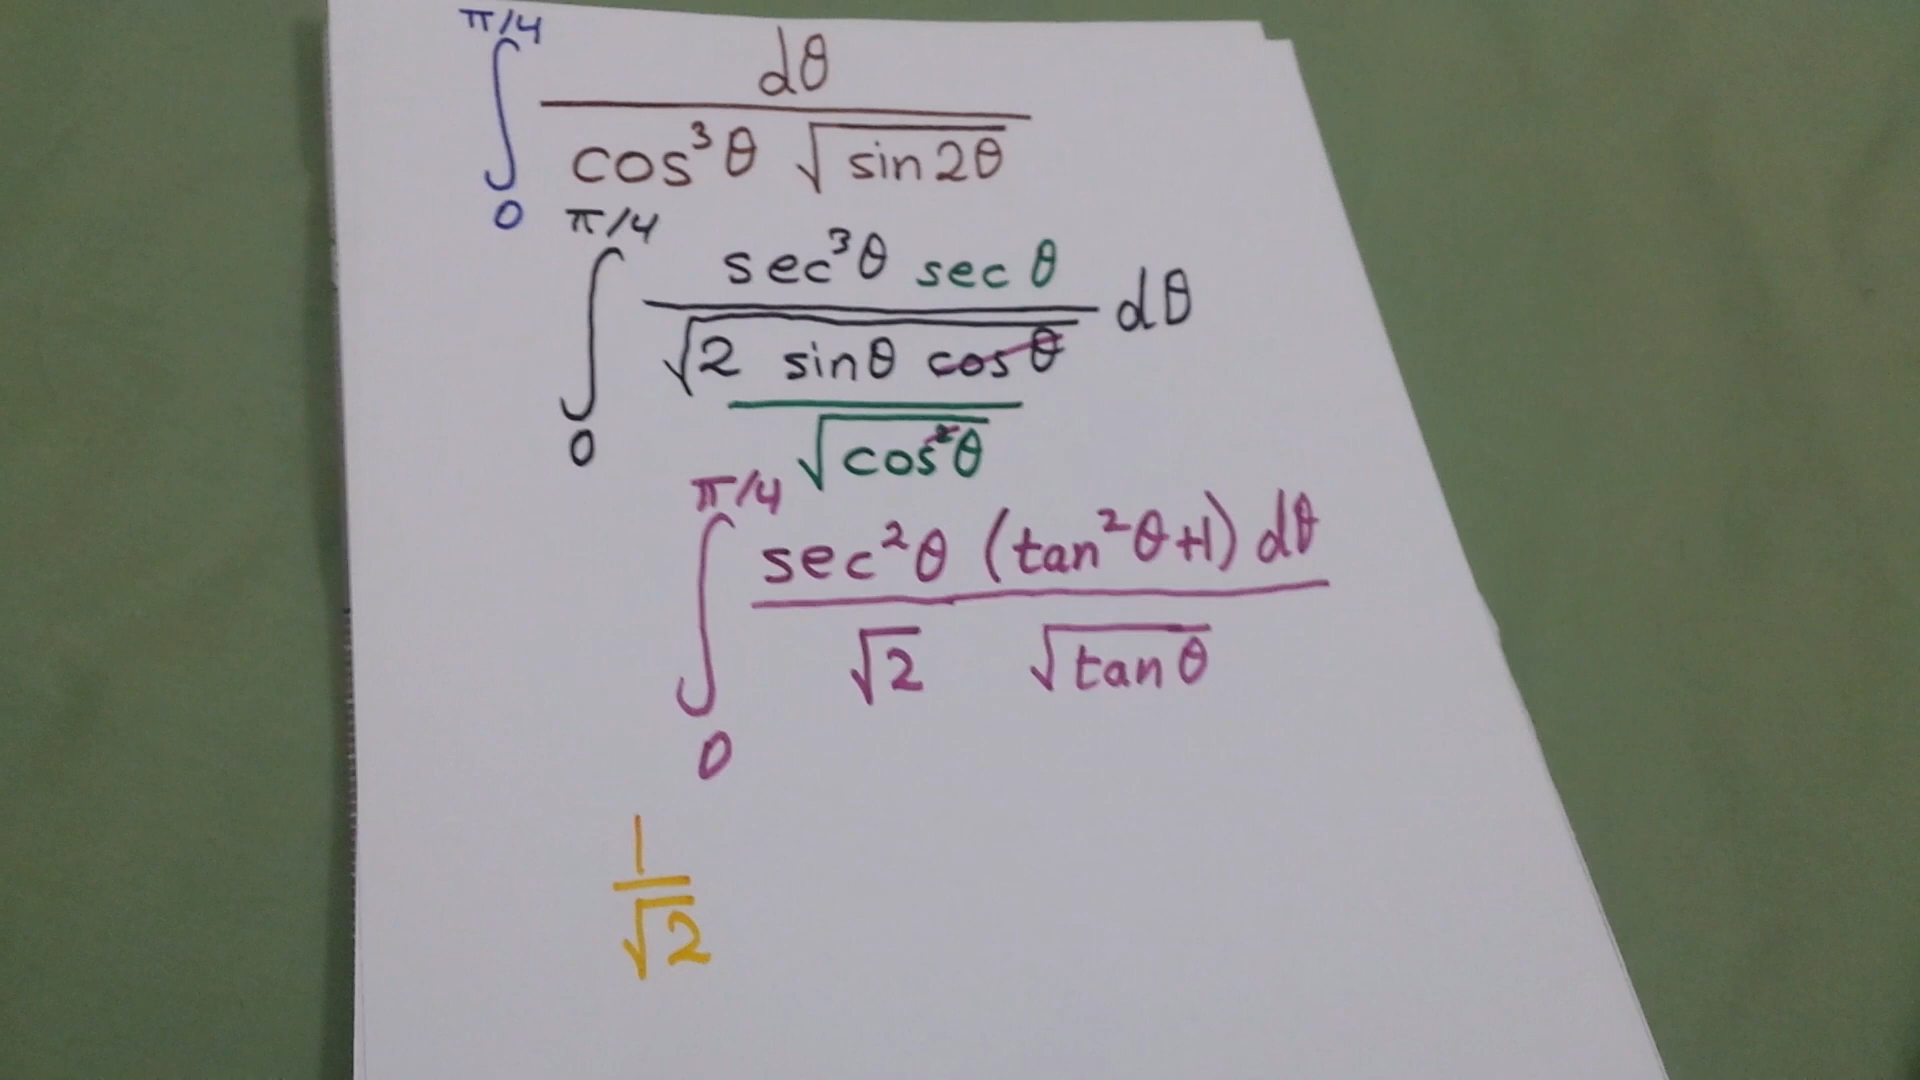 ∫₀^{π/4} dθ / (cos³θ √(sin2θ))
∫₀^{π/4} (sec³θ secθ) / (√(2 sinθ cosθ) / √(cos²θ)) dθ
∫₀^{π/4} sec²θ (tan²θ+1) dθ / (√2 √(tanθ))
1/√2